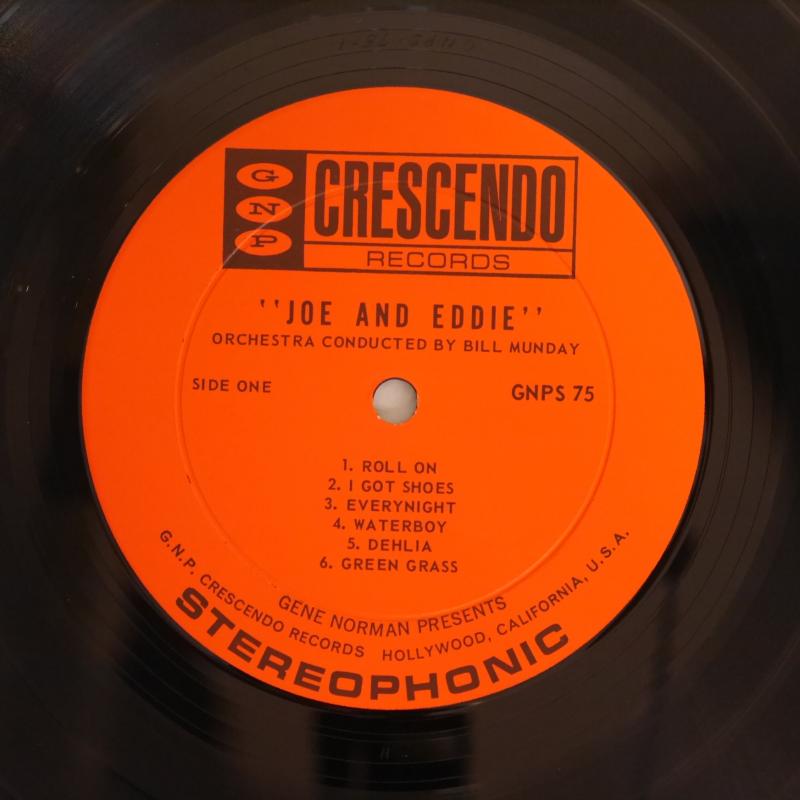 GNP
CRESCENDO
RECORDS
"JOE AND EDDIE"
ORCHESTRA CONDUCTED BY BILL MUNDAY
SIDE ONE
GNPS 75
1. ROLL ON
2. I GOT SHOES
3. EVERYNIGHT
4. WATERBOY
5. DEHLIA
6. GREEN GRASS
GENE NORMAN PRESENTS
G.N.P. CRESCENDO RECORDS HOLLYWOOD, CALIFORNIA, U.S.A.
STEREOPHONIC